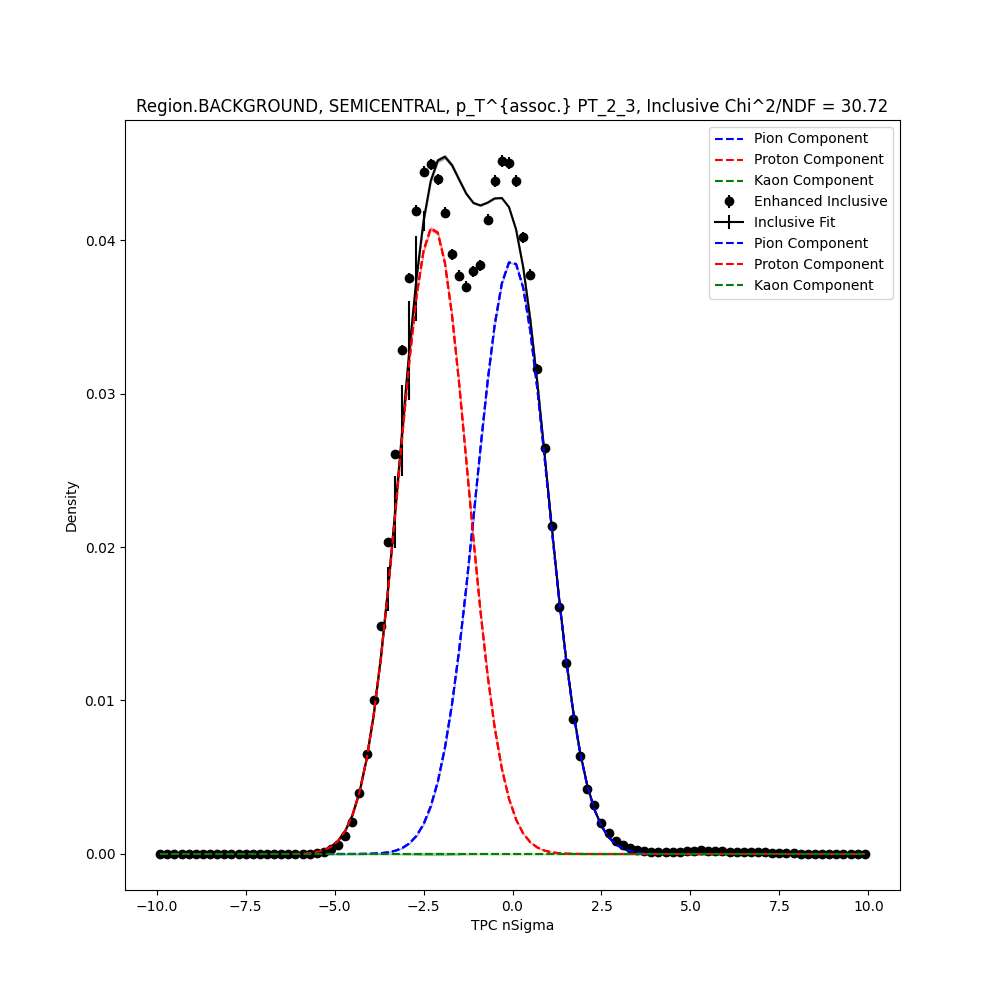 Region.BACKGROUND, SEMICENTRAL, p_T^{assoc.} PT_2_3, Inclusive Chi^2/NDF = 30.72
Pion Component
Proton Component
Kaon Component
Enhanced Inclusive
Inclusive Fit
Pion Component
Proton Component
Kaon Component
0.04
0.03
0.02
0.01
0.00
Density
−10.0 −7.5 −5.0 −2.5 0.0 2.5 5.0 7.5 10.0
TPC nSigma